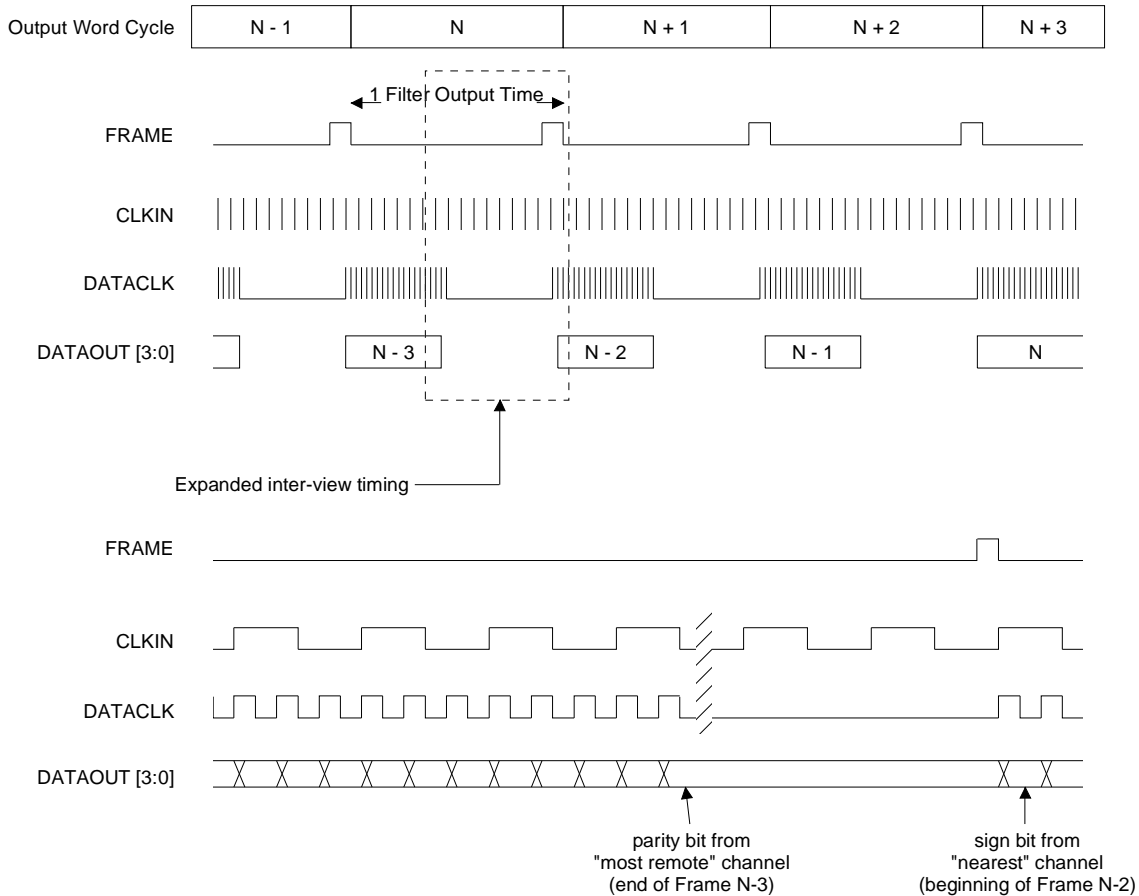 Output Word Cycle N - 1 N N + 1 N + 2 N + 3
1 Filter Output Time
FRAME
CLKIN
DATACLK
DATAOUT [3:0] N - 3 N - 2 N - 1 N
Expanded inter-view timing
FRAME
CLKIN
DATACLK
DATAOUT [3:0]
parity bit from
"most remote" channel
(end of Frame N-3)
sign bit from
"nearest" channel
(beginning of Frame N-2)